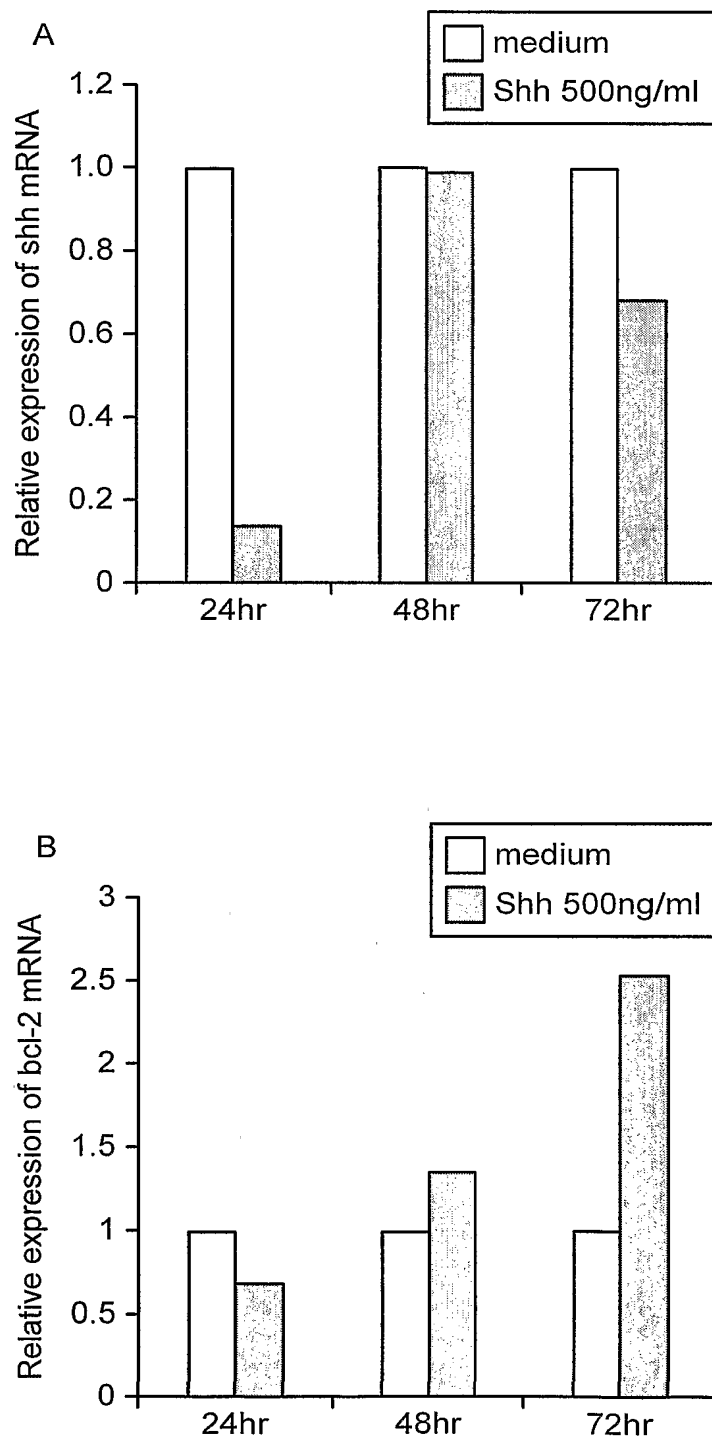 A
medium
Shh 500ng/ml
Relative expression of shh mRNA
1.2
1.0
0.8
0.6
0.4
0.2
0
24hr
48hr
72hr
B
medium
Shh 500ng/ml
Relative expression of bcl-2 mRNA
3
2.5
2
1.5
1
0.5
0
24hr
48hr
72hr